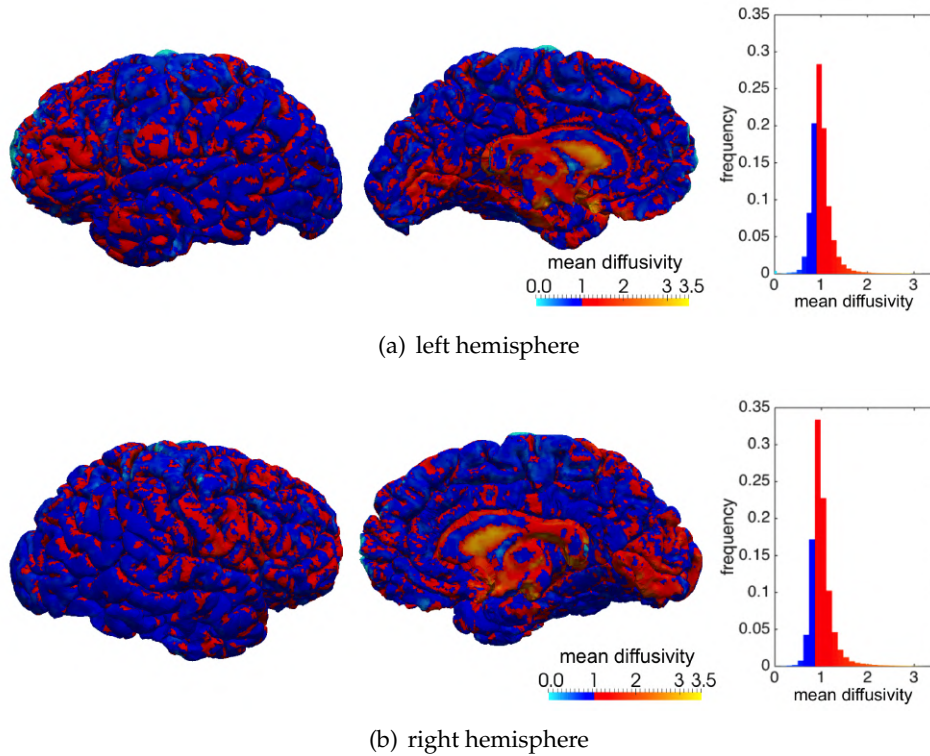 0.35
0.3
0.25
0.2
0.15
0.1
0.05
0
frequency
0 1 2 3
mean diffusivity
mean diffusivity
0.0 1 2 3 3.5
(a) left hemisphere
0.35
0.3
0.25
0.2
0.15
0.1
0.05
0
frequency
0 1 2 3
mean diffusivity
mean diffusivity
0.0 1 2 3 3.5
(b) right hemisphere